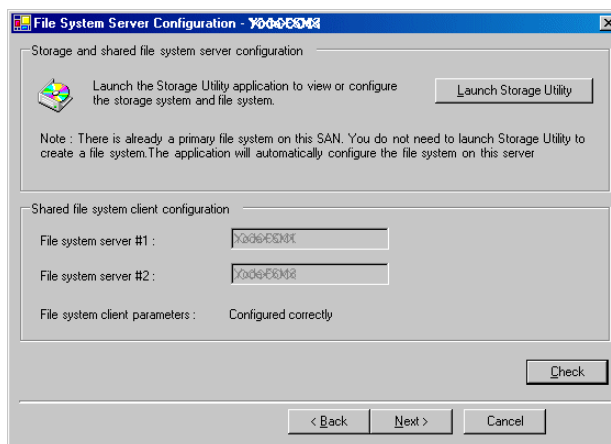 File System Server Configuration -
Storage and shared file system server configuration
Launch the Storage Utility application to view or configure
the storage system and file system.
Launch Storage Utility
Note : There is already a primary file system on this SAN. You do not need to launch Storage Utility to
create a file system.The application will automatically configure the file system on this server
Shared file system client configuration
File system server #1 :
File system server #2 :
File system client parameters : Configured correctly
Check
< Back Next > Cancel